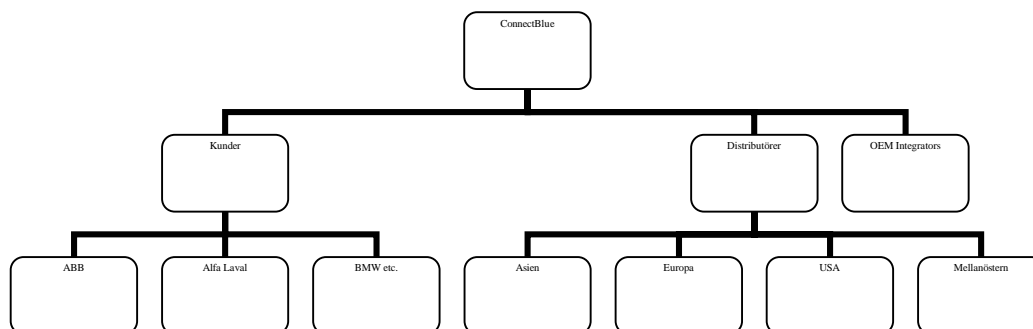 ConnectBlue
Kunder
Distributörer
OEM Integrators
ABB
Alfa Laval
BMW etc.
Asien
Europa
USA
Mellanöstern